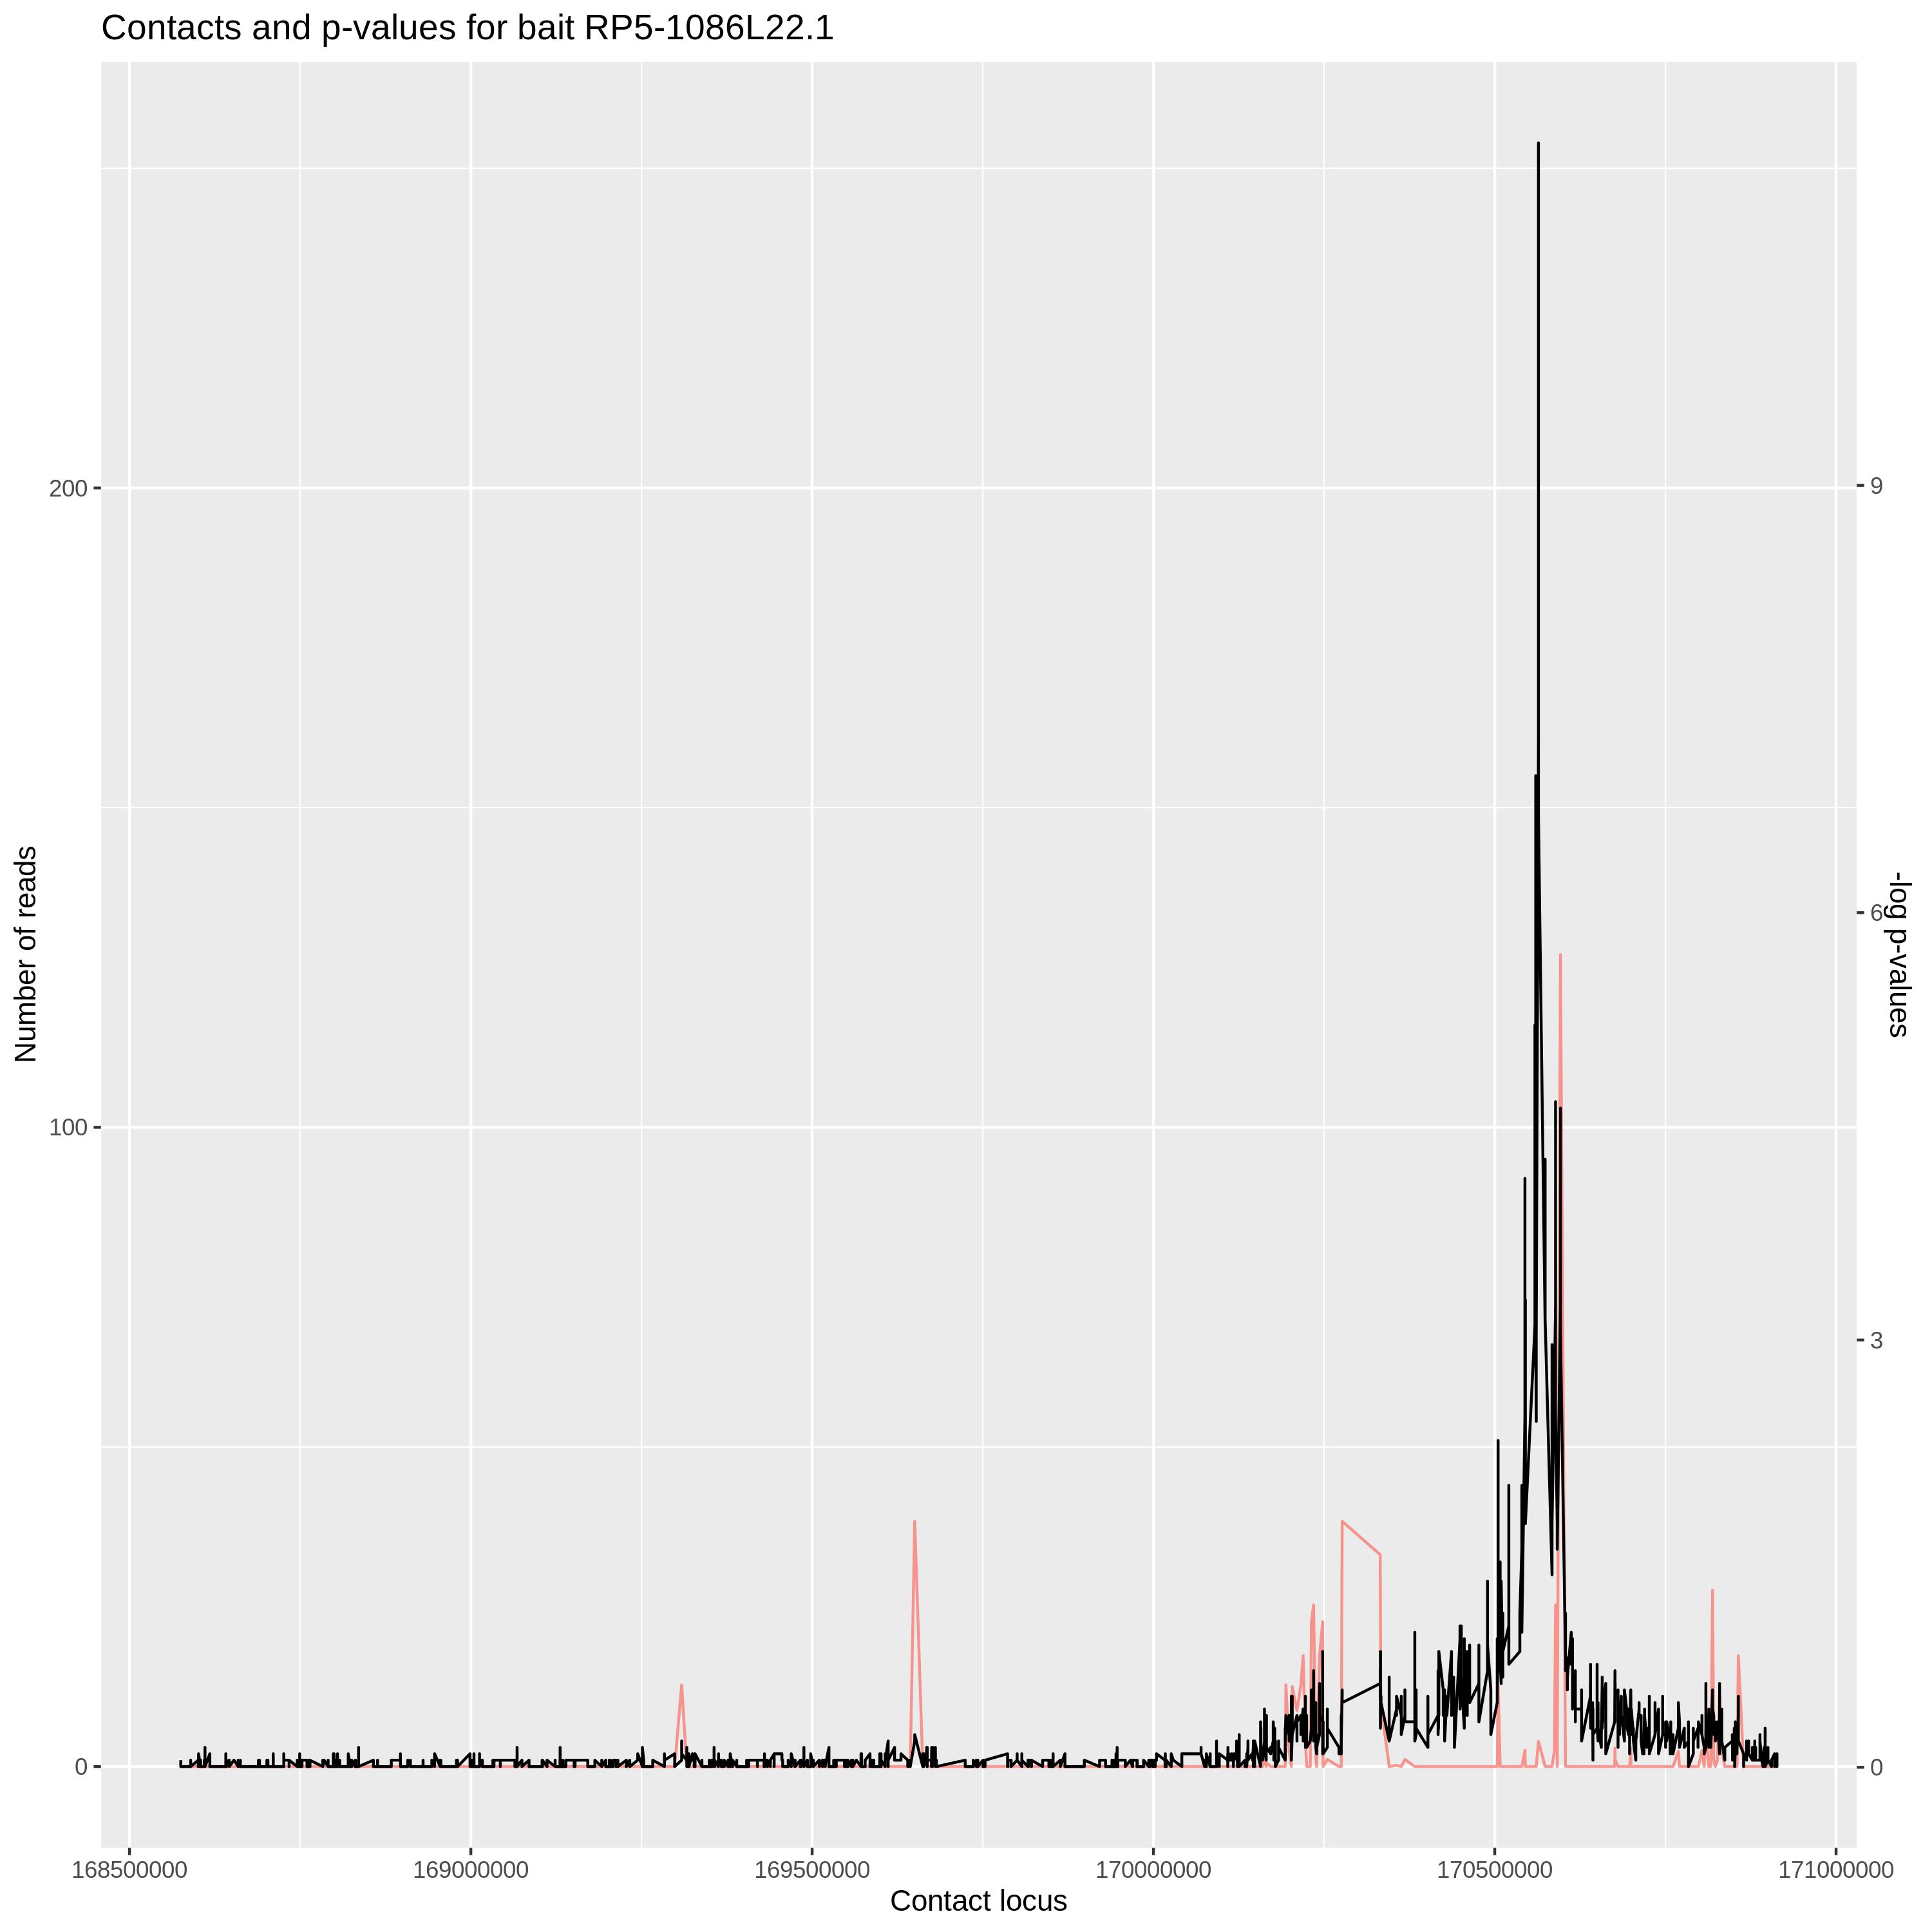 Contacts and p-values for bait RP5-1086L22.1
200
100
0
Number of reads
9
6
3
0
-log p-values
168500000 169000000 169500000 170000000 170500000 171000000
Contact locus